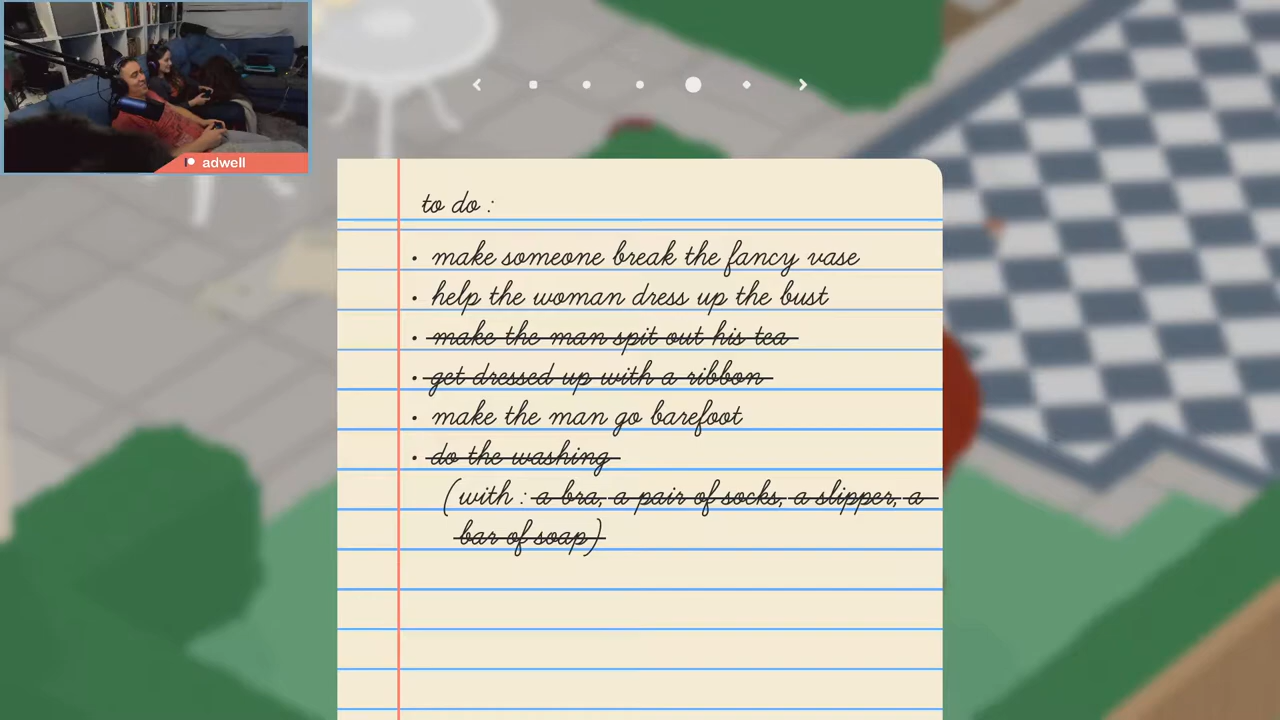 adwell
to do :
• make someone break the fancy vase
• help the woman dress up the bust
• make the man spit out his tea
• get dressed up with a ribbon
• make the man go barefoot
• do the washing
(with : a bra, a pair of socks, a slipper, a
bar of soap)